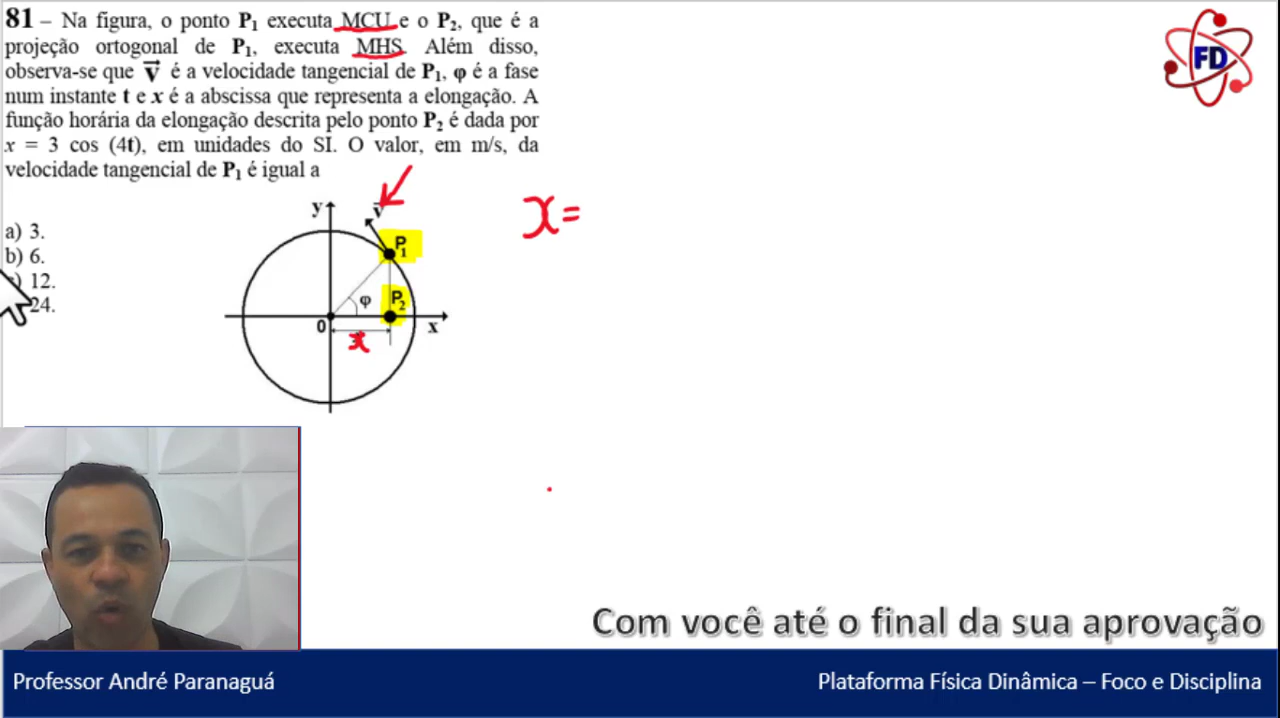 81 – Na figura, o ponto P₁ executa MCU e o P₂, que é a
projeção ortogonal de P₁, executa MHS. Além disso,
observa-se que v⃗ é a velocidade tangencial de P₁, φ é a fase
num instante t e x é a abscissa que representa a elongação. A
função horária da elongação descrita pelo ponto P₂ é dada por
x = 3 cos (4t), em unidades do SI. O valor, em m/s, da
velocidade tangencial de P₁ é igual a
FD
y
v
x=
P₁
a) 3.
b) 6.
) 12.
24.
φ
P₂
0
x
x
Com você até o final da sua aprovação
Professor André Paranaguá
Plataforma Física Dinâmica – Foco e Disciplina